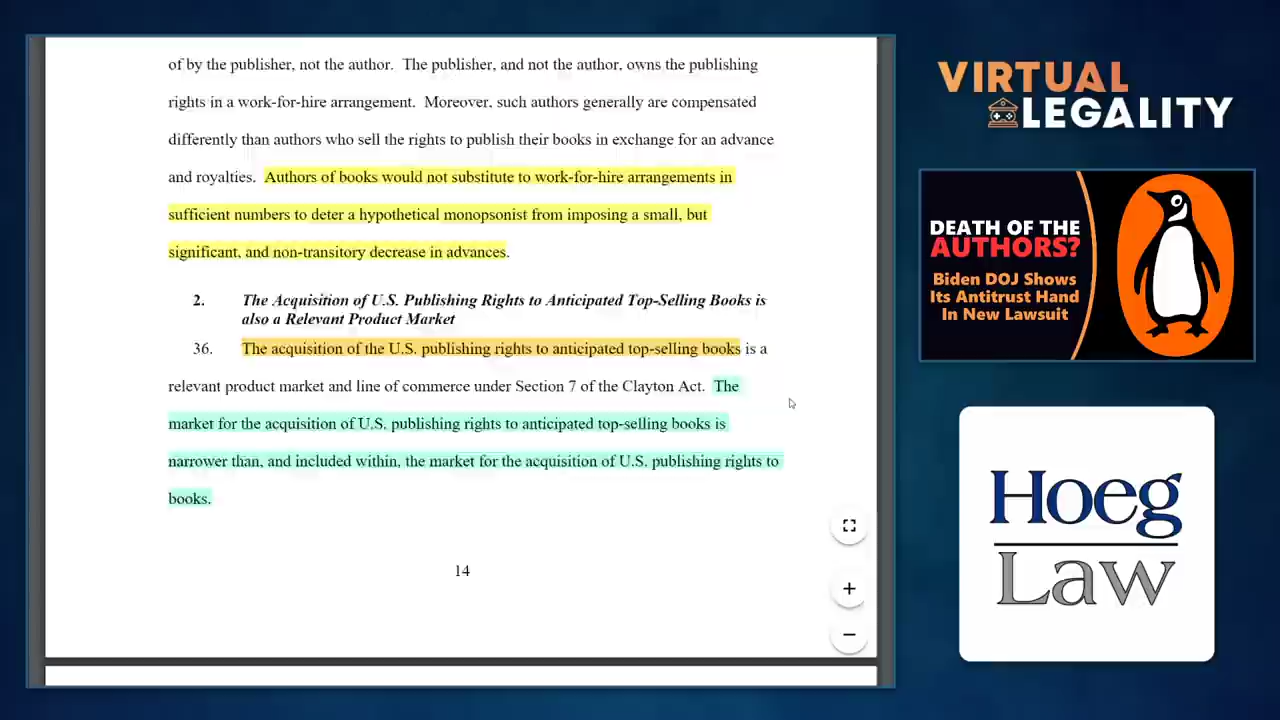 of by the publisher, not the author. The publisher, and not the author, owns the publishing
rights in a work-for-hire arrangement. Moreover, such authors generally are compensated
differently than authors who sell the rights to publish their books in exchange for an advance
and royalties. Authors of books would not substitute to work-for-hire arrangements in
sufficient numbers to deter a hypothetical monopsonist from imposing a small, but
significant, and non-transitory decrease in advances.
2. The Acquisition of U.S. Publishing Rights to Anticipated Top-Selling Books is
also a Relevant Product Market
36. The acquisition of the U.S. publishing rights to anticipated top-selling books is a
relevant product market and line of commerce under Section 7 of the Clayton Act. The
market for the acquisition of U.S. publishing rights to anticipated top-selling books is
narrower than, and included within, the market for the acquisition of U.S. publishing rights to
books.
14
VIRTUAL
LEGALITY
DEATH OF THE
AUTHORS?
Biden DOJ Shows
Its Antitrust Hand
In New Lawsuit
Hoeg
Law